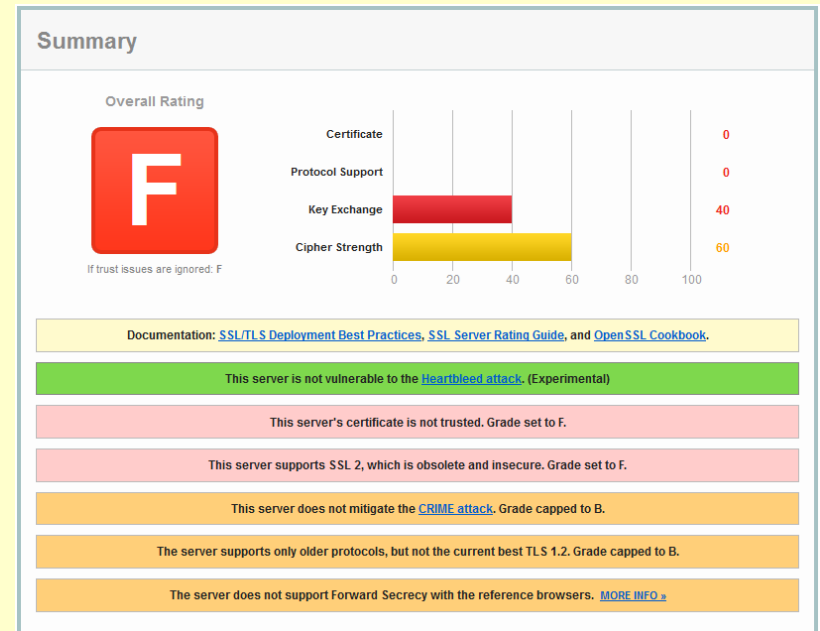 Summary
Overall Rating
F
If trust issues are ignored: F
Certificate 0
Protocol Support 0
Key Exchange 40
Cipher Strength 60
0 20 40 60 80 100
Documentation: SSL/TLS Deployment Best Practices, SSL Server Rating Guide, and OpenSSL Cookbook.
This server is not vulnerable to the Heartbleed attack. (Experimental)
This server's certificate is not trusted. Grade set to F.
This server supports SSL 2, which is obsolete and insecure. Grade set to F.
This server does not mitigate the CRIME attack. Grade capped to B.
The server supports only older protocols, but not the current best TLS 1.2. Grade capped to B.
The server does not support Forward Secrecy with the reference browsers. MORE INFO »